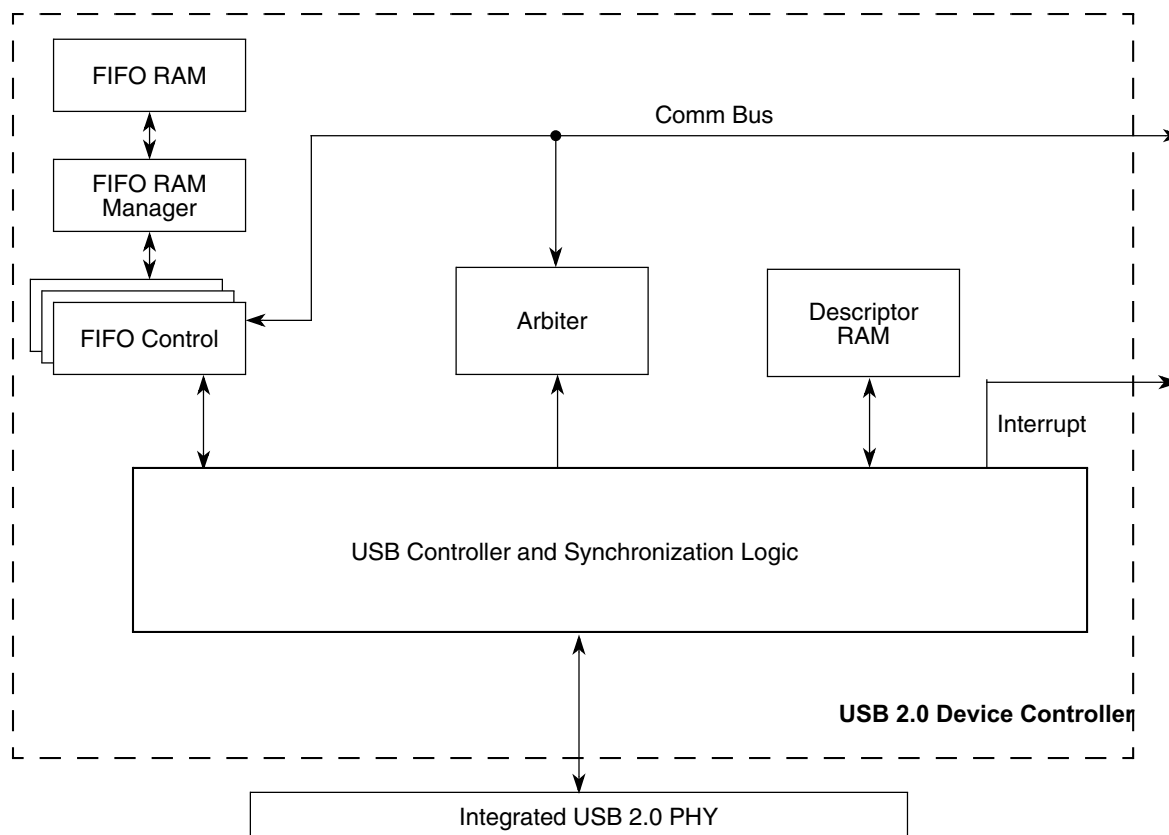 FIFO RAM
Comm Bus
FIFO RAM
Manager
FIFO Control
Arbiter
Descriptor
RAM
Interrupt
USB Controller and Synchronization Logic
USB 2.0 Device Controller
Integrated USB 2.0 PHY